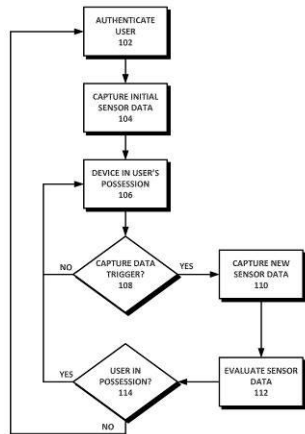 AUTHENTICATE
USER
102
CAPTURE INITIAL
SENSOR DATA
104
DEVICE IN USER'S
POSSESSION
106
CAPTURE DATA
TRIGGER?
108
NO
YES
CAPTURE NEW
SENSOR DATA
110
EVALUATE SENSOR
DATA
112
USER IN
POSSESSION?
114
YES
NO